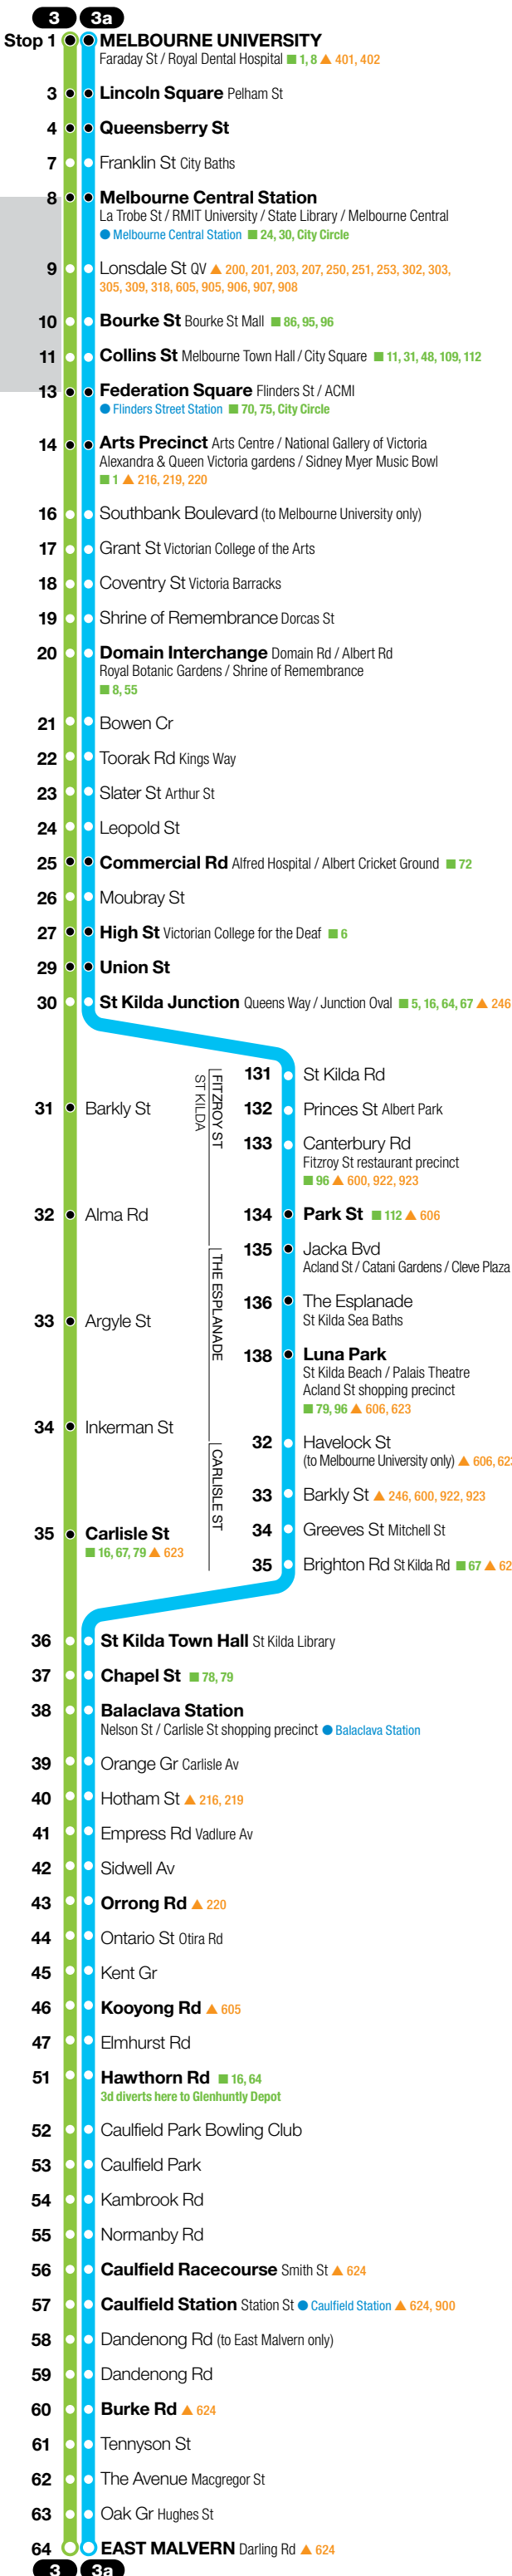 3 3a
Stop 1 MELBOURNE UNIVERSITY
Faraday St / Royal Dental Hospital ■ 1, 8 ▲ 401, 402
3 Lincoln Square Pelham St
4 Queensberry St
7 Franklin St City Baths
8 Melbourne Central Station
La Trobe St / RMIT University / State Library / Melbourne Central
● Melbourne Central Station ■ 24, 30, City Circle
9 Lonsdale St QV ▲ 200, 201, 203, 207, 250, 251, 253, 302, 303,
305, 309, 318, 605, 905, 906, 907, 908
10 Bourke St Bourke St Mall ■ 86, 95, 96
11 Collins St Melbourne Town Hall / City Square ■ 11, 31, 48, 109, 112
13 Federation Square Flinders St / ACMI
● Flinders Street Station ■ 70, 75, City Circle
14 Arts Precinct Arts Centre / National Gallery of Victoria
Alexandra & Queen Victoria gardens / Sidney Myer Music Bowl
■ 1 ▲ 216, 219, 220
16 Southbank Boulevard (to Melbourne University only)
17 Grant St Victorian College of the Arts
18 Coventry St Victoria Barracks
19 Shrine of Remembrance Dorcas St
20 Domain Interchange Domain Rd / Albert Rd
Royal Botanic Gardens / Shrine of Remembrance
■ 8, 55
21 Bowen Cr
22 Toorak Rd Kings Way
23 Slater St Arthur St
24 Leopold St
25 Commercial Rd Alfred Hospital / Albert Cricket Ground ■ 72
26 Moubray St
27 High St Victorian College for the Deaf ■ 6
29 Union St
30 St Kilda Junction Queens Way / Junction Oval ■ 5, 16, 64, 67 ▲ 246
31 Barkly St
32 Alma Rd
33 Argyle St
34 Inkerman St
35 Carlisle St
■ 16, 67, 79 ▲ 623
FITZROY ST
ST KILDA
THE ESPLANADE
CARLISLE ST
131 St Kilda Rd
132 Princes St Albert Park
133 Canterbury Rd
Fitzroy St restaurant precinct
■ 96 ▲ 600, 922, 923
134 Park St ■ 112 ▲ 606
135 Jacka Bvd
Acland St / Catani Gardens / Cleve Plaza
136 The Esplanade
St Kilda Sea Baths
138 Luna Park
St Kilda Beach / Palais Theatre
Acland St shopping precinct
■ 79, 96 ▲ 606, 623
32 Havelock St
(to Melbourne University only) ▲ 606, 623
33 Barkly St ▲ 246, 600, 922, 923
34 Greeves St Mitchell St
35 Brighton Rd St Kilda Rd ■ 67 ▲ 62
36 St Kilda Town Hall St Kilda Library
37 Chapel St ■ 78, 79
38 Balaclava Station
Nelson St / Carlisle St shopping precinct ● Balaclava Station
39 Orange Gr Carlisle Av
40 Hotham St ▲ 216, 219
41 Empress Rd Vadlure Av
42 Sidwell Av
43 Orrong Rd ▲ 220
44 Ontario St Otira Rd
45 Kent Gr
46 Kooyong Rd ▲ 605
47 Elmhurst Rd
51 Hawthorn Rd ■ 16, 64
3d diverts here to Glenhuntly Depot
52 Caulfield Park Bowling Club
53 Caulfield Park
54 Kambrook Rd
55 Normanby Rd
56 Caulfield Racecourse Smith St ▲ 624
57 Caulfield Station Station St ● Caulfield Station ▲ 624, 900
58 Dandenong Rd (to East Malvern only)
59 Dandenong Rd
60 Burke Rd ▲ 624
61 Tennyson St
62 The Avenue Macgregor St
63 Oak Gr Hughes St
64 EAST MALVERN Darling Rd ▲ 624
3 3a